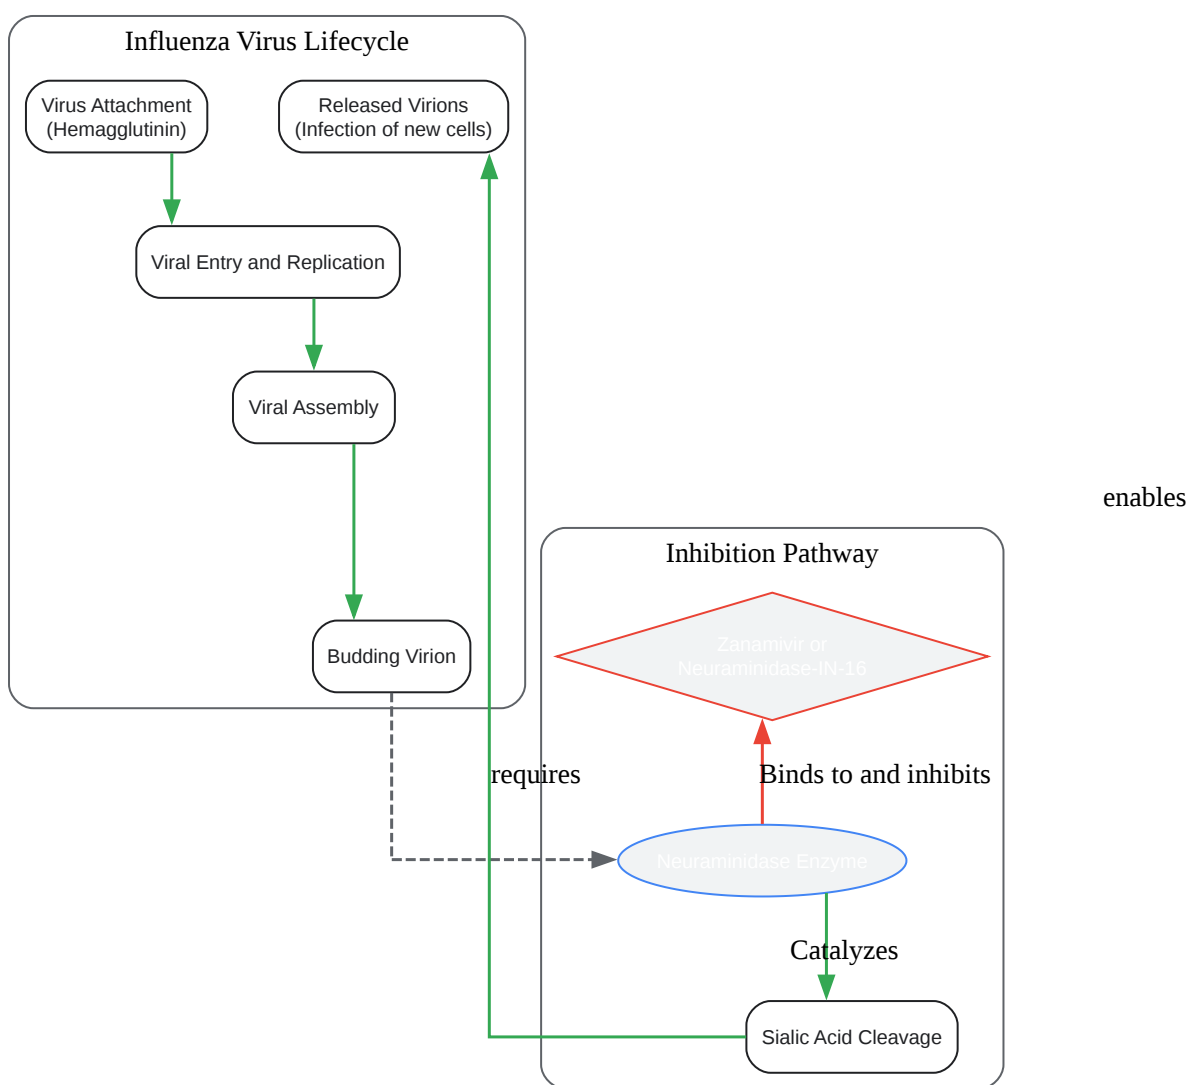 Influenza Virus Lifecycle
Virus Attachment
(Hemagglutinin)
Released Virions
(Infection of new cells)
Viral Entry and Replication
Viral Assembly
enables
Inhibition Pathway
Zanamivir or
Neuraminidase-IN-16
Budding Virion
requires
Binds to and inhibits
Neuraminidase Enzyme
Catalyzes
Sialic Acid Cleavage